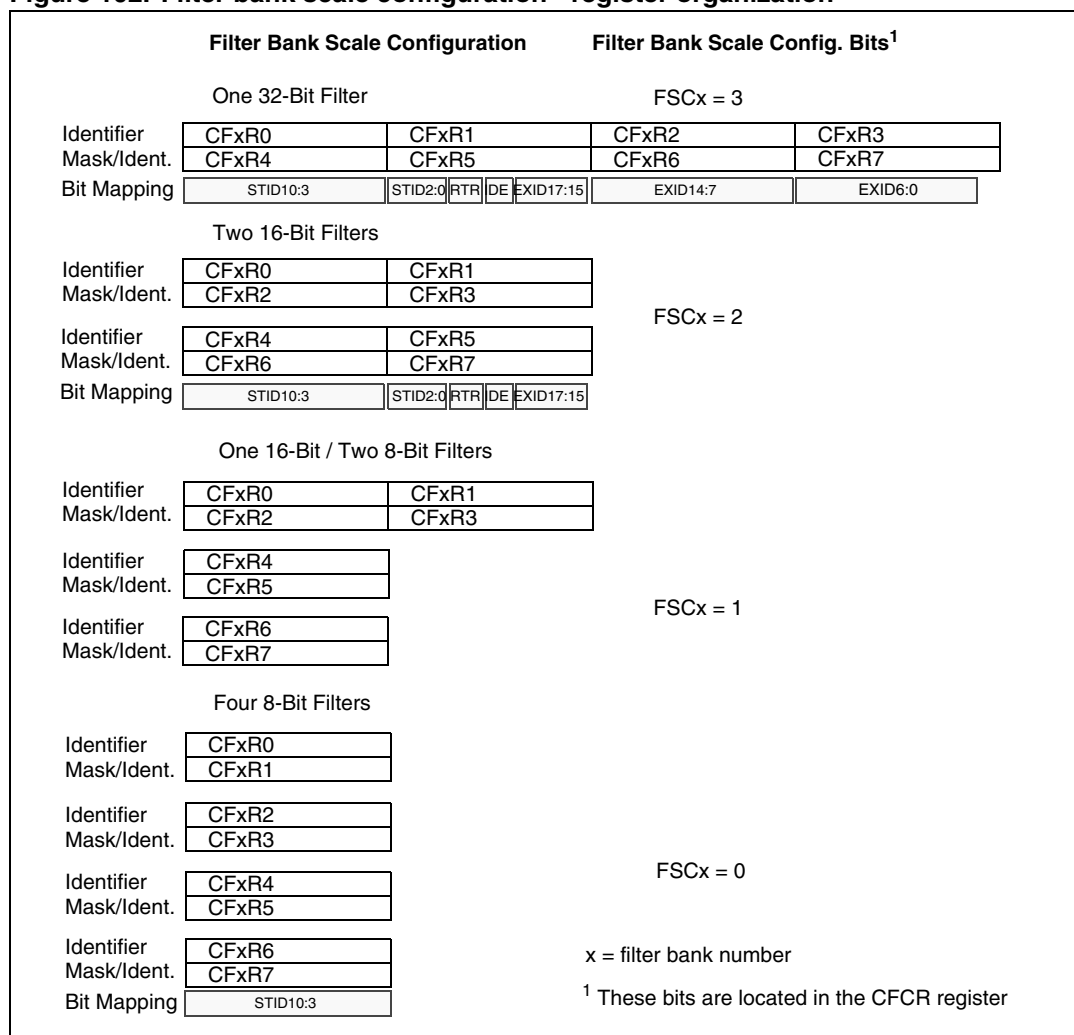 Filter Bank Scale Configuration Filter Bank Scale Config. Bits1
One 32-Bit Filter FSCx = 3
Identifier CFxR0 CFxR1 CFxR2 CFxR3
Mask/Ident. CFxR4 CFxR5 CFxR6 CFxR7
Bit Mapping STID10:3 STID2:0 RTR IDE EXID17:15 EXID14:7 EXID6:0
Two 16-Bit Filters
Identifier CFxR0 CFxR1
Mask/Ident. CFxR2 CFxR3
FSCx = 2
Identifier CFxR4 CFxR5
Mask/Ident. CFxR6 CFxR7
Bit Mapping STID10:3 STID2:0 RTR IDE EXID17:15
One 16-Bit / Two 8-Bit Filters
Identifier CFxR0 CFxR1
Mask/Ident. CFxR2 CFxR3
Identifier CFxR4
Mask/Ident. CFxR5
FSCx = 1
Identifier CFxR6
Mask/Ident. CFxR7
Four 8-Bit Filters
Identifier CFxR0
Mask/Ident. CFxR1
Identifier CFxR2
Mask/Ident. CFxR3
FSCx = 0
Identifier CFxR4
Mask/Ident. CFxR5
Identifier CFxR6
Mask/Ident. CFxR7
x = filter bank number
Bit Mapping STID10:3
1 These bits are located in the CFCR register